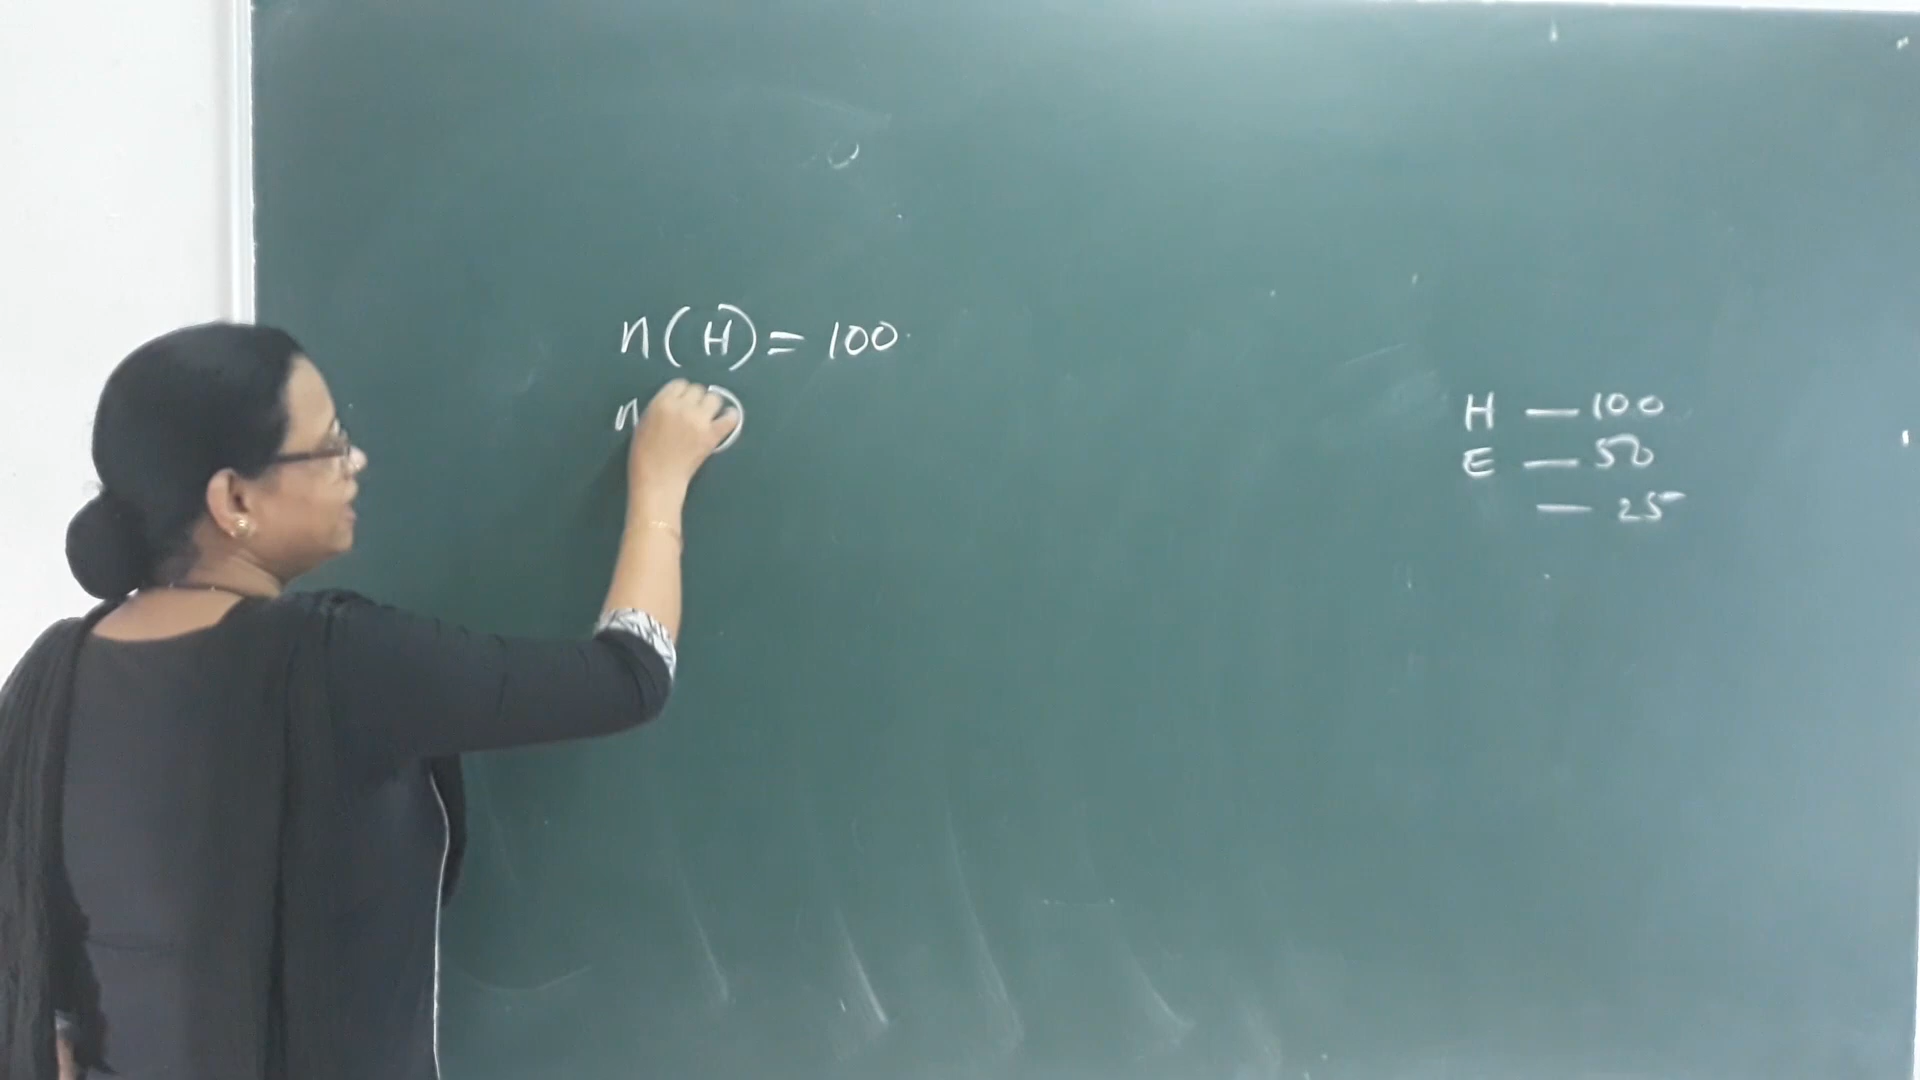 n(H) = 100
n
H — 100
E — 50
— 25